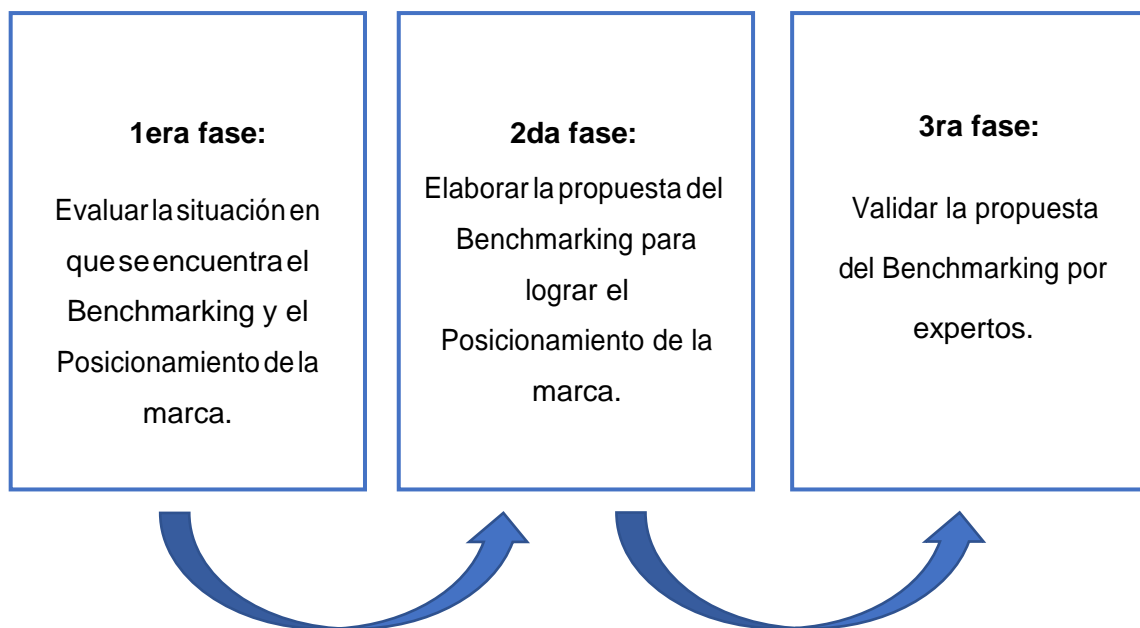 1era fase:
Evaluar la situación en
que se encuentra el
Benchmarking y el
Posicionamiento de la
marca.
2da fase:
Elaborar la propuesta del
Benchmarking para
lograr el
Posicionamiento de la
marca.
3ra fase:
Validar la propuesta
del Benchmarking por
expertos.